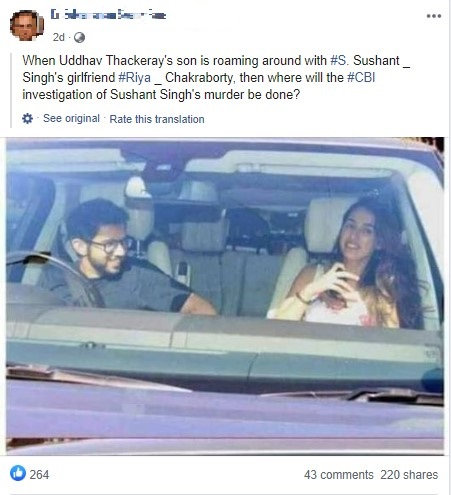 2d ·
When Uddhav Thackeray's son is roaming around with #S. Sushant _
Singh's girlfriend #Riya _ Chakraborty, then where will the #CBI
investigation of Sushant Singh's murder be done?
· See original · Rate this translation
264
43 comments 220 shares